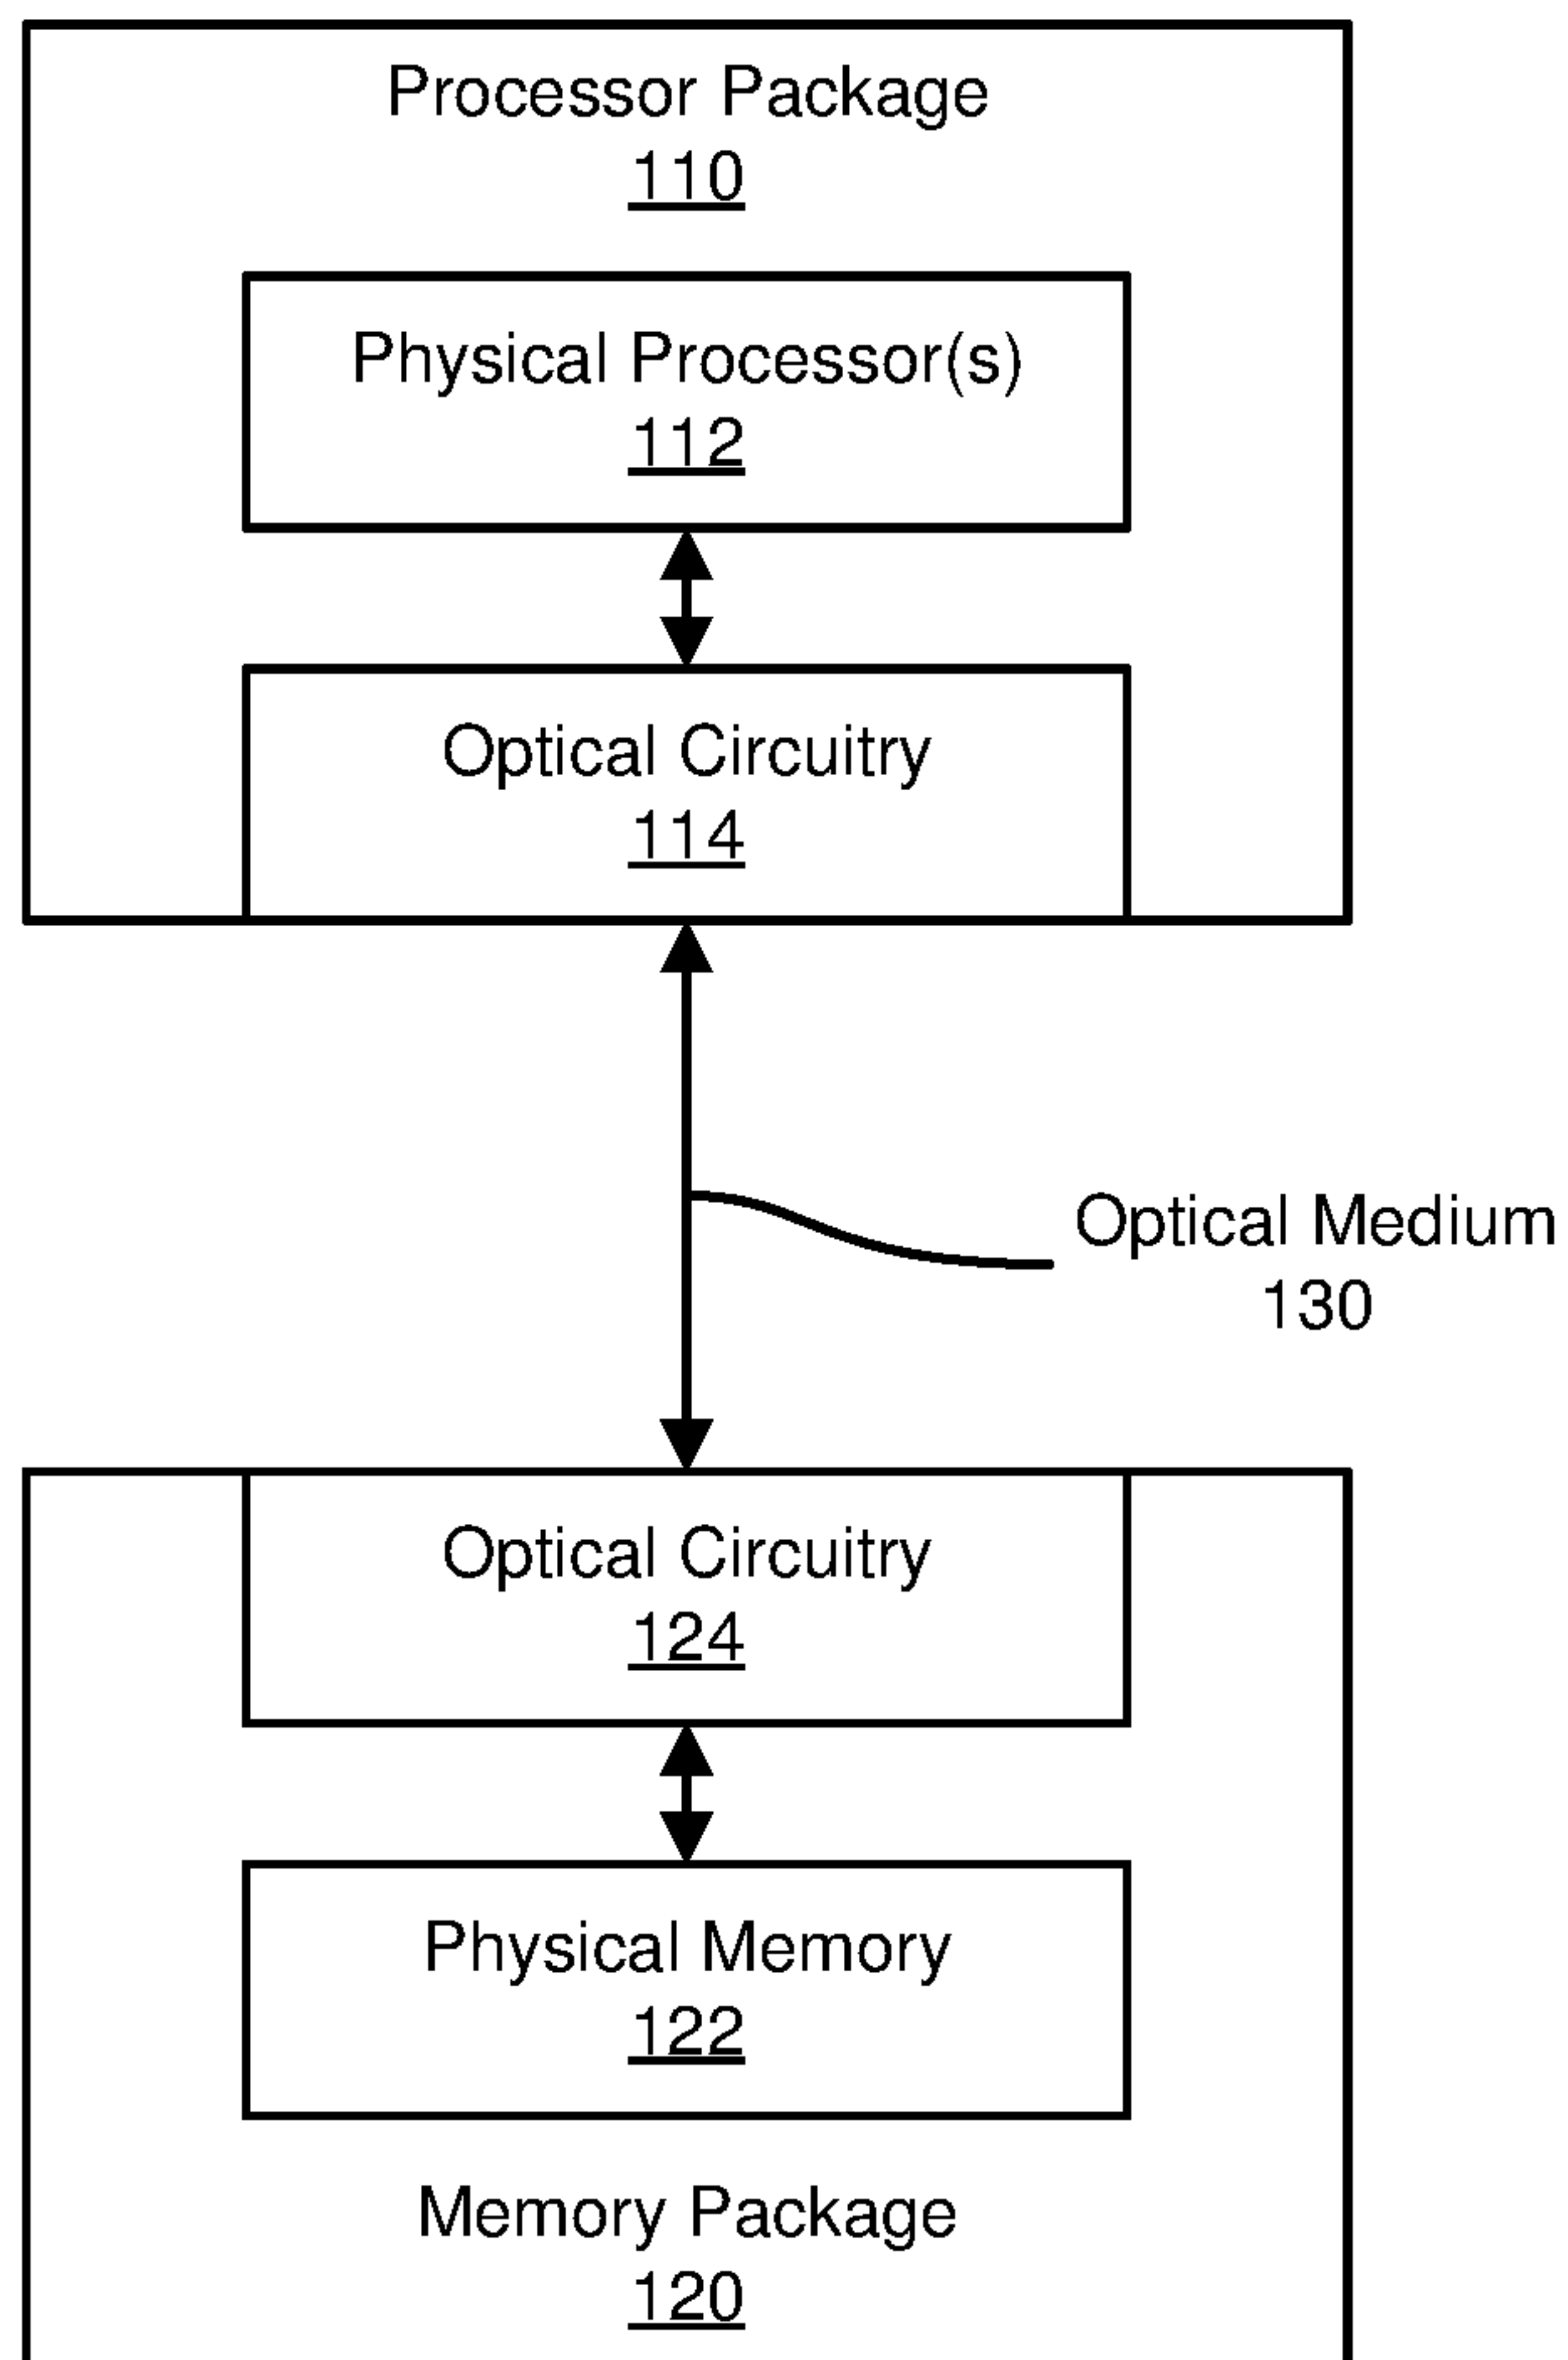 Processor Package
110
Physical Processor(s)
112
Optical Circuitry
114
Optical Medium
130
Optical Circuitry
124
Physical Memory
122
Memory Package
120